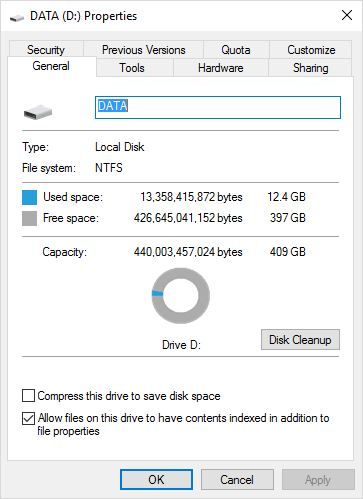 DATA (D:) Properties
Security Previous Versions Quota Customize
General Tools Hardware Sharing
DATA
Type: Local Disk
File system: NTFS
Used space: 13,358,415,872 bytes 12.4 GB
Free space: 426,645,041,152 bytes 397 GB
Capacity: 440,003,457,024 bytes 409 GB
Drive D: Disk Cleanup
Compress this drive to save disk space
Allow files on this drive to have contents indexed in addition to
file properties
OK Cancel Apply